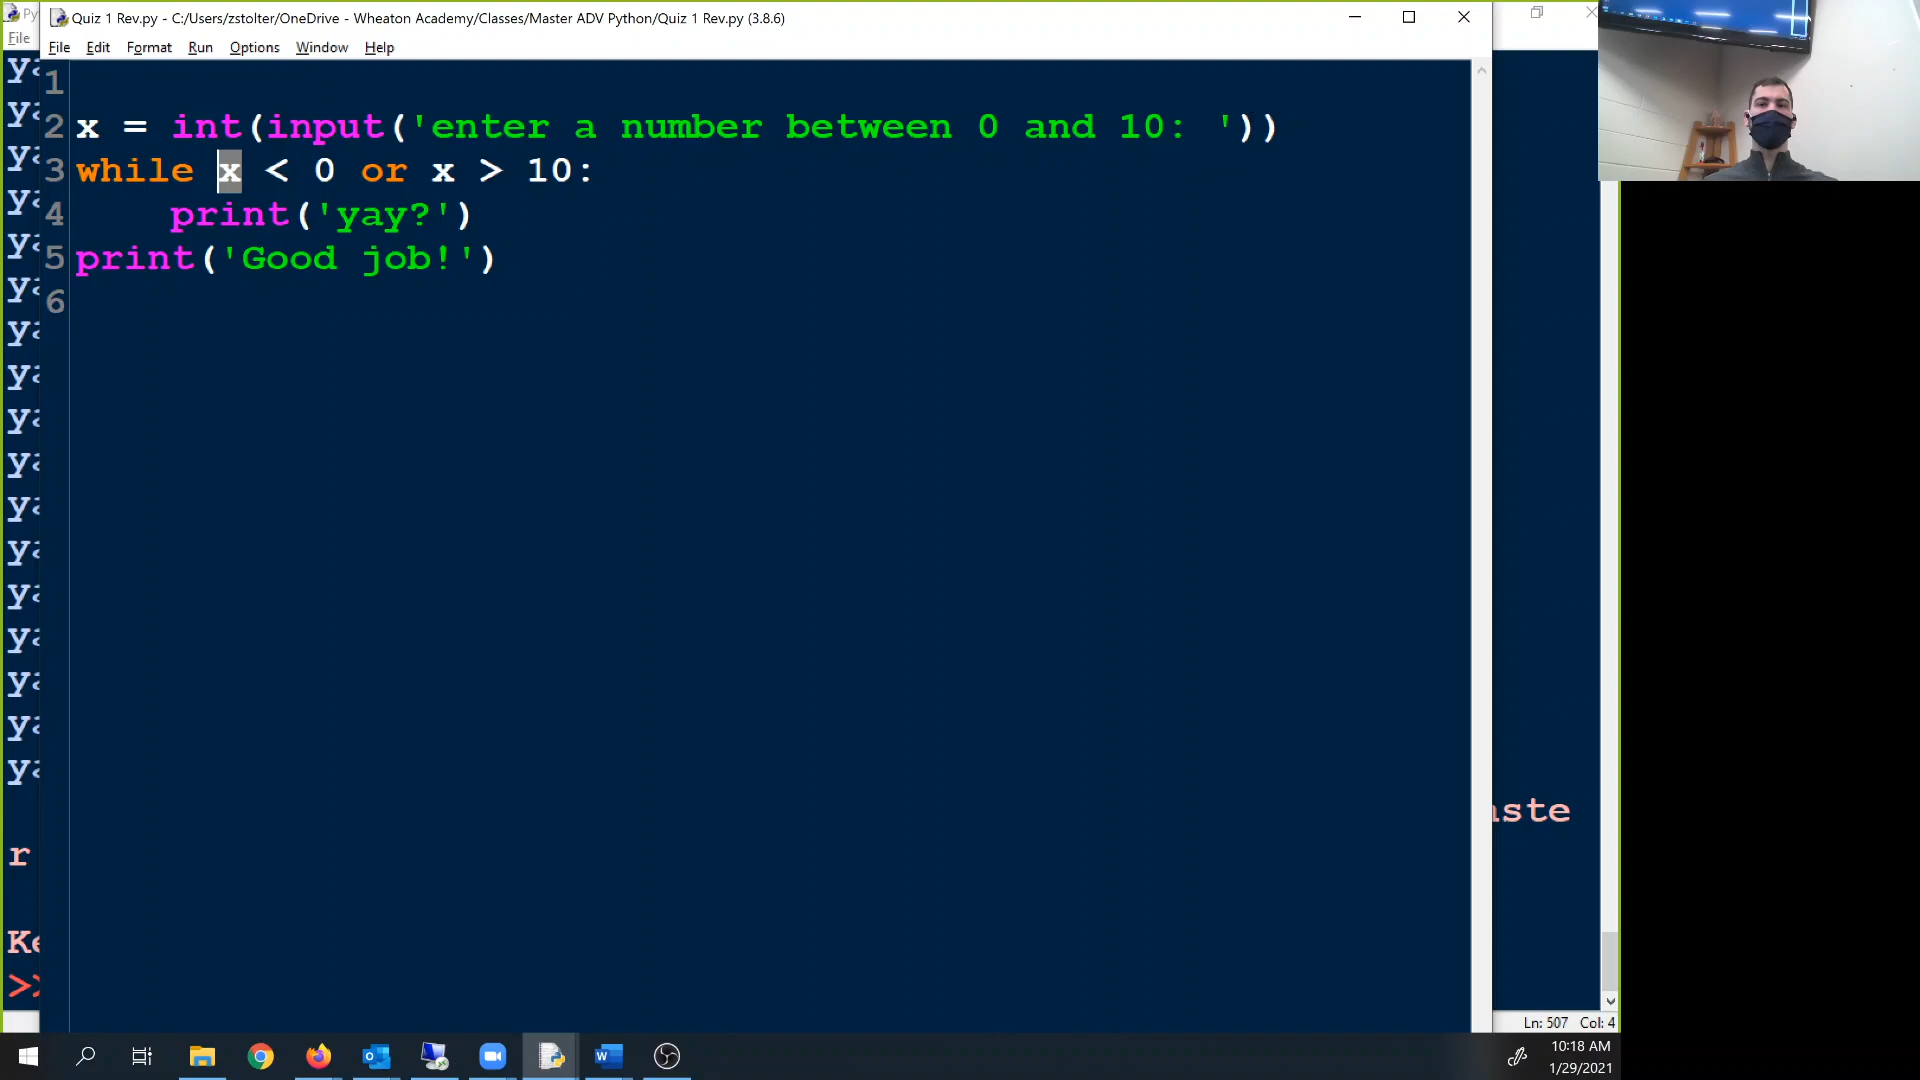 Quiz 1 Rev.py - C:/Users/zstolter/OneDrive - Wheaton Academy/Classes/Master ADV Python/Quiz 1 Rev.py (3.8.6)
File
File Edit Format Run Options Window Help
1
2 x = int(input('enter a number between 0 and 10: '))
3 while x < 0 or x > 10:
4 print('yay?')
5 print('Good job!')
6
r
>>
Ln: 507 Col: 4
10:18 AM
1/29/2021